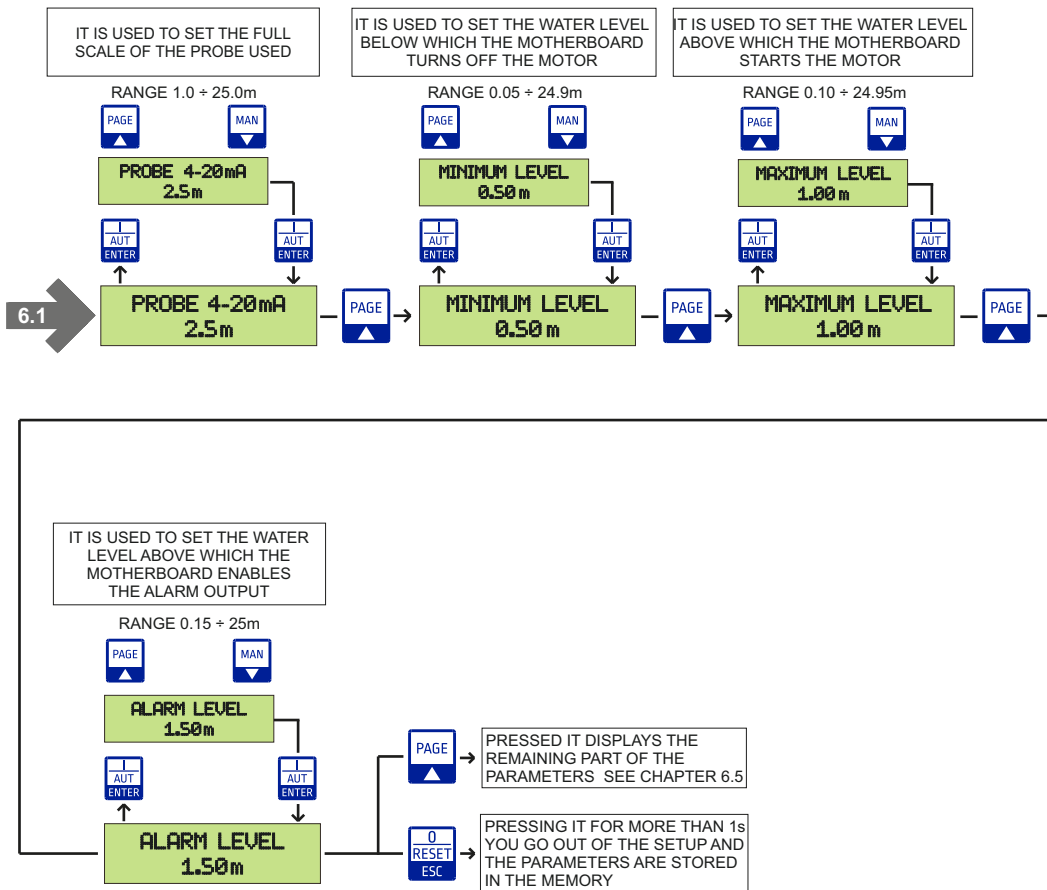 IT IS USED TO SET THE FULL
SCALE OF THE PROBE USED
RANGE 1.0 ÷ 25.0m
PAGE
MAN
PROBE 4-20mA
2.5m
I
AUT
ENTER
I
AUT
ENTER
6.1
PROBE 4-20mA
2.5m
PAGE
IT IS USED TO SET THE WATER LEVEL
BELOW WHICH THE MOTHERBOARD
TURNS OFF THE MOTOR
RANGE 0.05 ÷ 24.9m
PAGE
MAN
MINIMUM LEVEL
0.50 m
I
AUT
ENTER
I
AUT
ENTER
MINIMUM LEVEL
0.50 m
PAGE
IT IS USED TO SET THE WATER LEVEL
ABOVE WHICH THE MOTHERBOARD
STARTS THE MOTOR
RANGE 0.10 ÷ 24.95m
PAGE
MAN
MAXIMUM LEVEL
1.00 m
I
AUT
ENTER
I
AUT
ENTER
MAXIMUM LEVEL
1.00 m
PAGE
IT IS USED TO SET THE WATER
LEVEL ABOVE WHICH THE
MOTHERBOARD ENABLES
THE ALARM OUTPUT
RANGE 0.15 ÷ 25m
PAGE
MAN
ALARM LEVEL
1.50m
I
AUT
ENTER
I
AUT
ENTER
ALARM LEVEL
1.50m
PAGE
PRESSED IT DISPLAYS THE
REMAINING PART OF THE
PARAMETERS SEE CHAPTER 6.5
0
RESET
ESC
PRESSING IT FOR MORE THAN 1s
YOU GO OUT OF THE SETUP AND
THE PARAMETERS ARE STORED
IN THE MEMORY